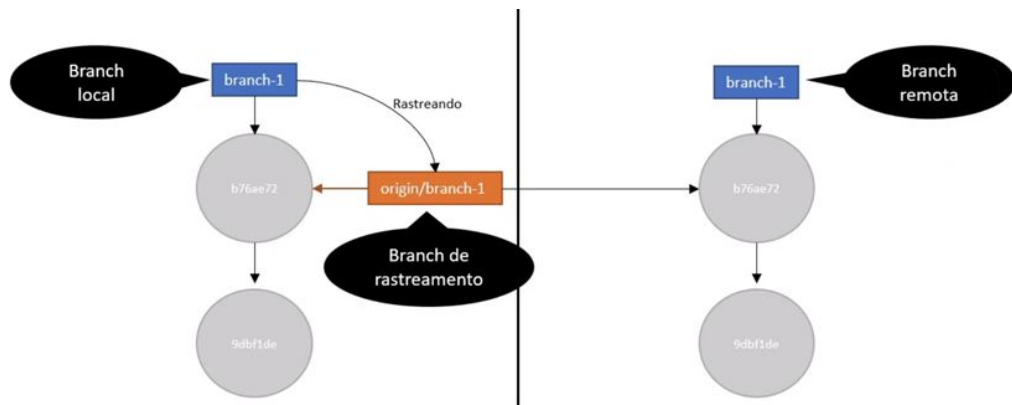 Branch
local
branch-1
Rastreando
b76ae72
origin/branch-1
Branch de
rastreamento
9dbf1de
branch-1
Branch
remota
b76ae72
9dbf1de